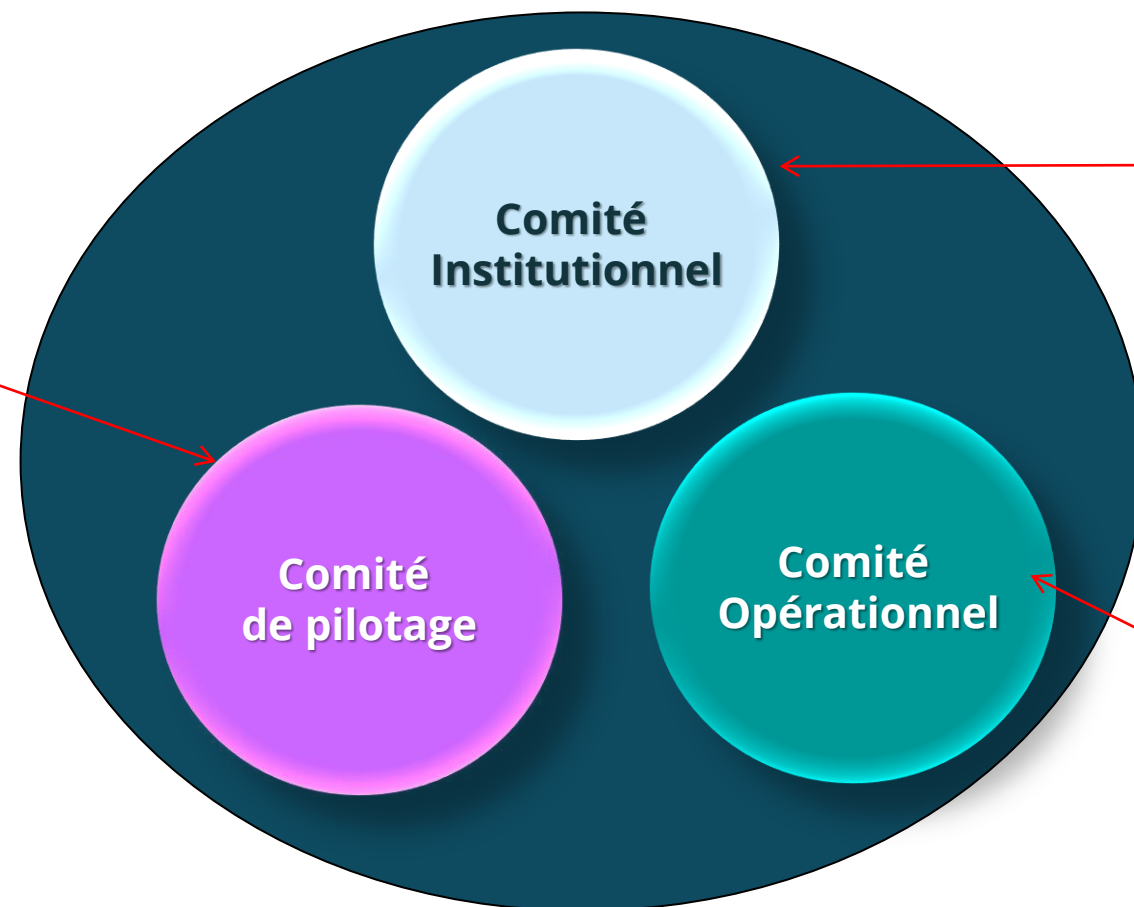 Comité
Institutionnel
Comité
de pilotage
Comité
Opérationnel